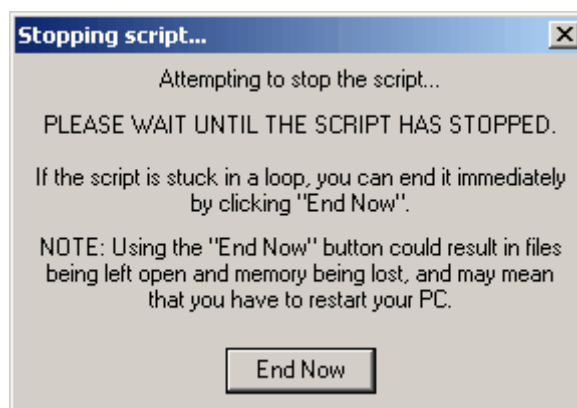 Stopping script...
Attempting to stop the script...
PLEASE WAIT UNTIL THE SCRIPT HAS STOPPED.
If the script is stuck in a loop, you can end it immediately
by clicking "End Now".
NOTE: Using the "End Now" button could result in files
being left open and memory being lost, and may mean
that you have to restart your PC.
End Now